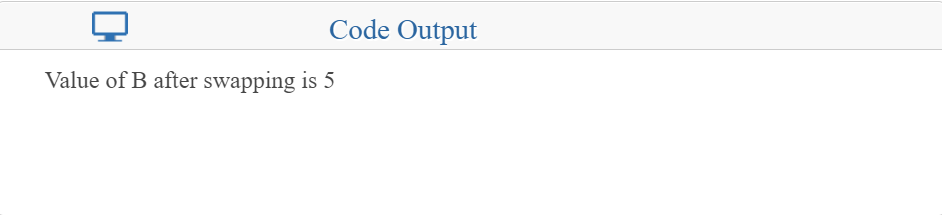 Code Output
Value of B after swapping is 5